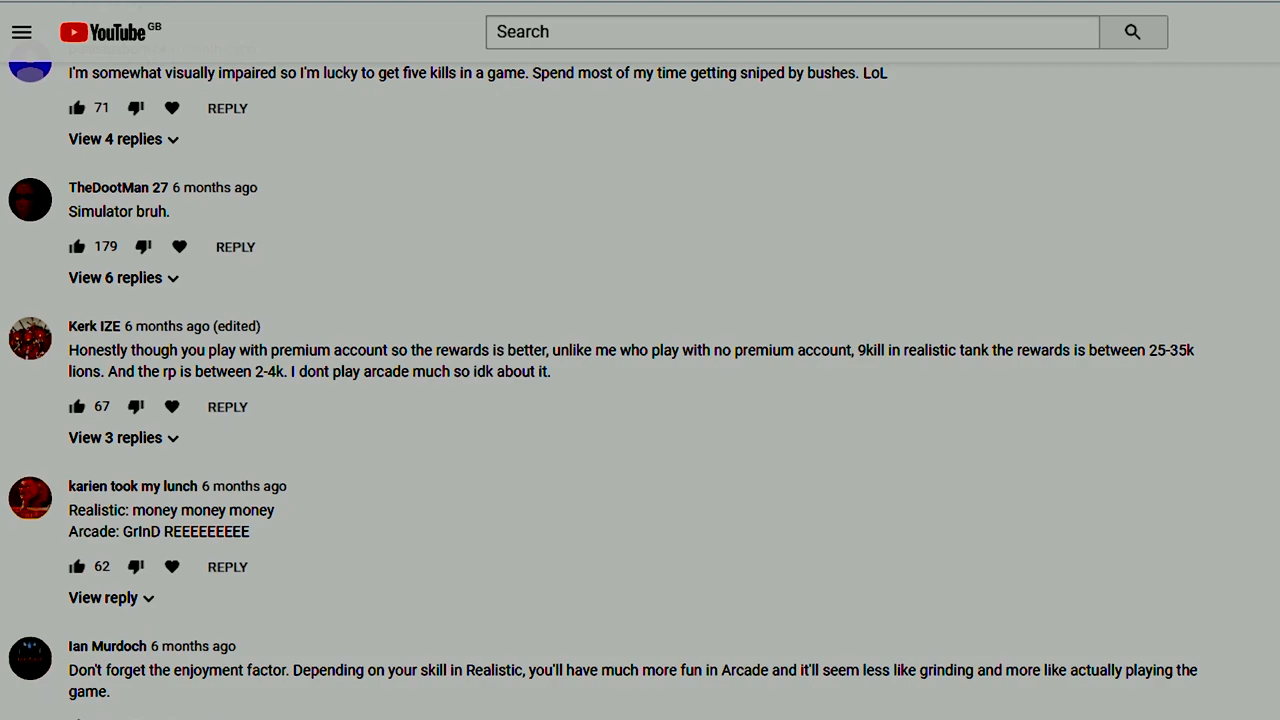 YouTube GB
Search
I'm somewhat visually impaired so I'm lucky to get five kills in a game. Spend most of my time getting sniped by bushes. LoL
71 REPLY
View 4 replies
TheDootMan 27 6 months ago
Simulator bruh.
179 REPLY
View 6 replies
Kerk IZE 6 months ago (edited)
Honestly though you play with premium account so the rewards is better, unlike me who play with no premium account, 9kill in realistic tank the rewards is between 25-35k
lions. And the rp is between 2-4k. I dont play arcade much so idk about it.
67 REPLY
View 3 replies
karien took my lunch 6 months ago
Realistic: money money money
Arcade: GrInD REEEEEEEEE
62 REPLY
View reply
Ian Murdoch 6 months ago
Don't forget the enjoyment factor. Depending on your skill in Realistic, you'll have much more fun in Arcade and it'll seem less like grinding and more like actually playing the
game.